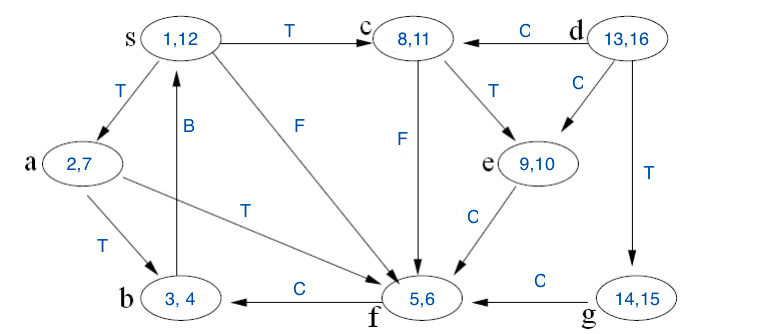 s 1,12 T c 8,11 C d 13,16
T B F F T C T
a 2,7 e 9,10
T T C
b 3, 4 C f 5,6 C g 14,15